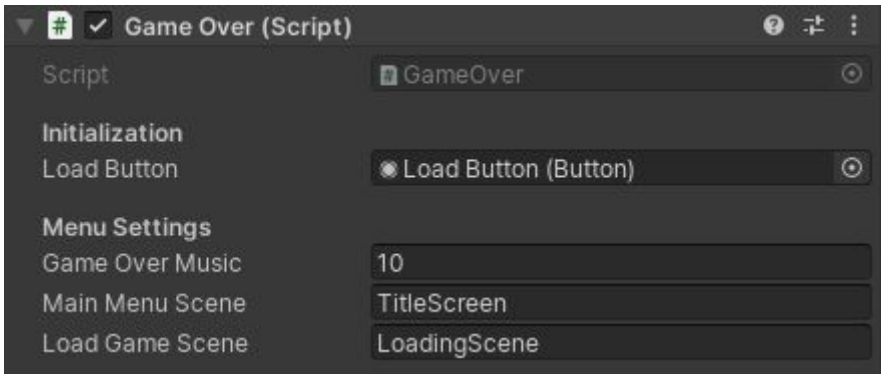 Game Over (Script)
Script GameOver
Initialization
Load Button Load Button (Button)
Menu Settings
Game Over Music 10
Main Menu Scene TitleScreen
Load Game Scene LoadingScene